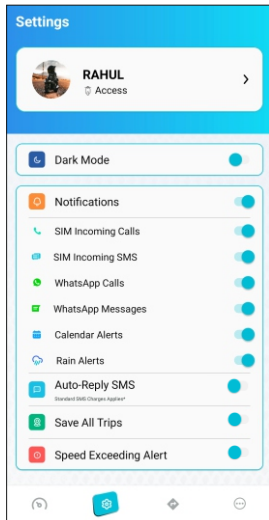 Settings
RAHUL
Access
Dark Mode
Notifications
SIM Incoming Calls
SIM Incoming SMS
WhatsApp Calls
WhatsApp Messages
Calendar Alerts
Rain Alerts
Auto-Reply SMS
Standard SMS Charges Applies*
Save All Trips
Speed Exceeding Alert